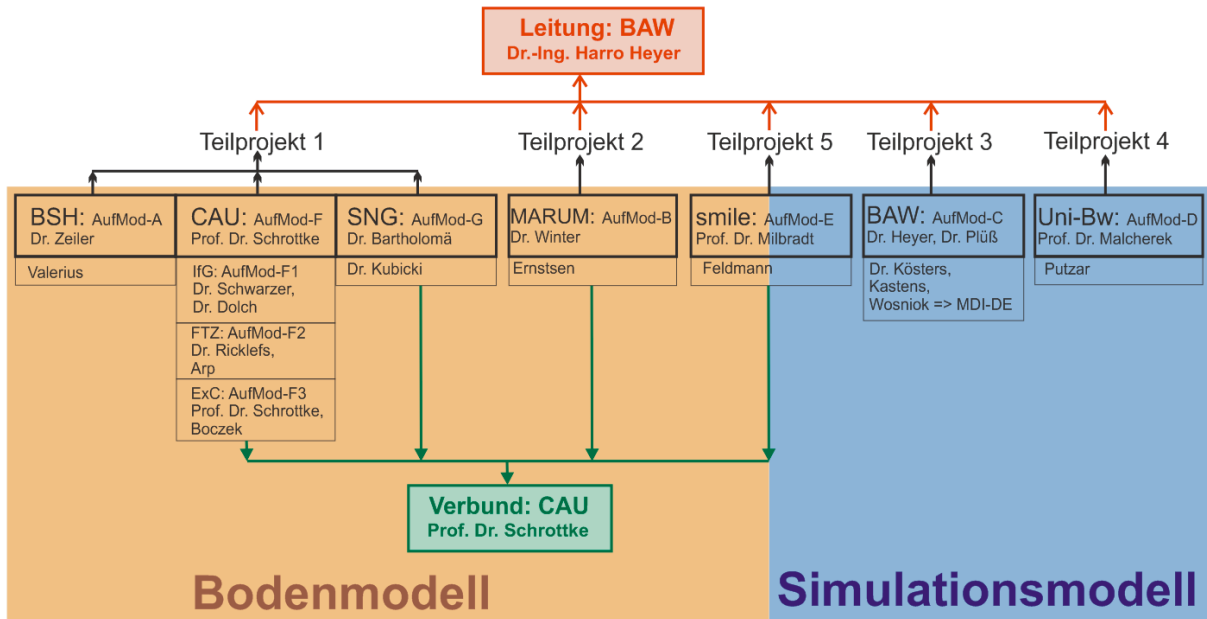 Leitung: BAW
Dr.-Ing. Harro Heyer
Teilprojekt 1
Teilprojekt 2
Teilprojekt 5
Teilprojekt 3
Teilprojekt 4
BSH: AufMod-A
Dr. Zeiler
Valerius
CAU: AufMod-F
Prof. Dr. Schrottke
IfG: AufMod-F1
Dr. Schwarzer,
Dr. Dolch
FTZ: AufMod-F2
Dr. Ricklefs,
Arp
ExC: AufMod-F3
Prof. Dr. Schrottke,
Boczek
SNG: AufMod-G
Dr. Bartholomä
Dr. Kubicki
MARUM: AufMod-B
Dr. Winter
Ernstsen
smile: AufMod-E
Prof. Dr. Milbradt
Feldmann
BAW: AufMod-C
Dr. Heyer, Dr. Plüß
Dr. Kösters,
Kastens,
Wosniok => MDI-DE
Uni-Bw: AufMod-D
Prof. Dr. Malcherek
Putzar
Verbund: CAU
Prof. Dr. Schrottke
Bodenmodell
Simulationsmodell